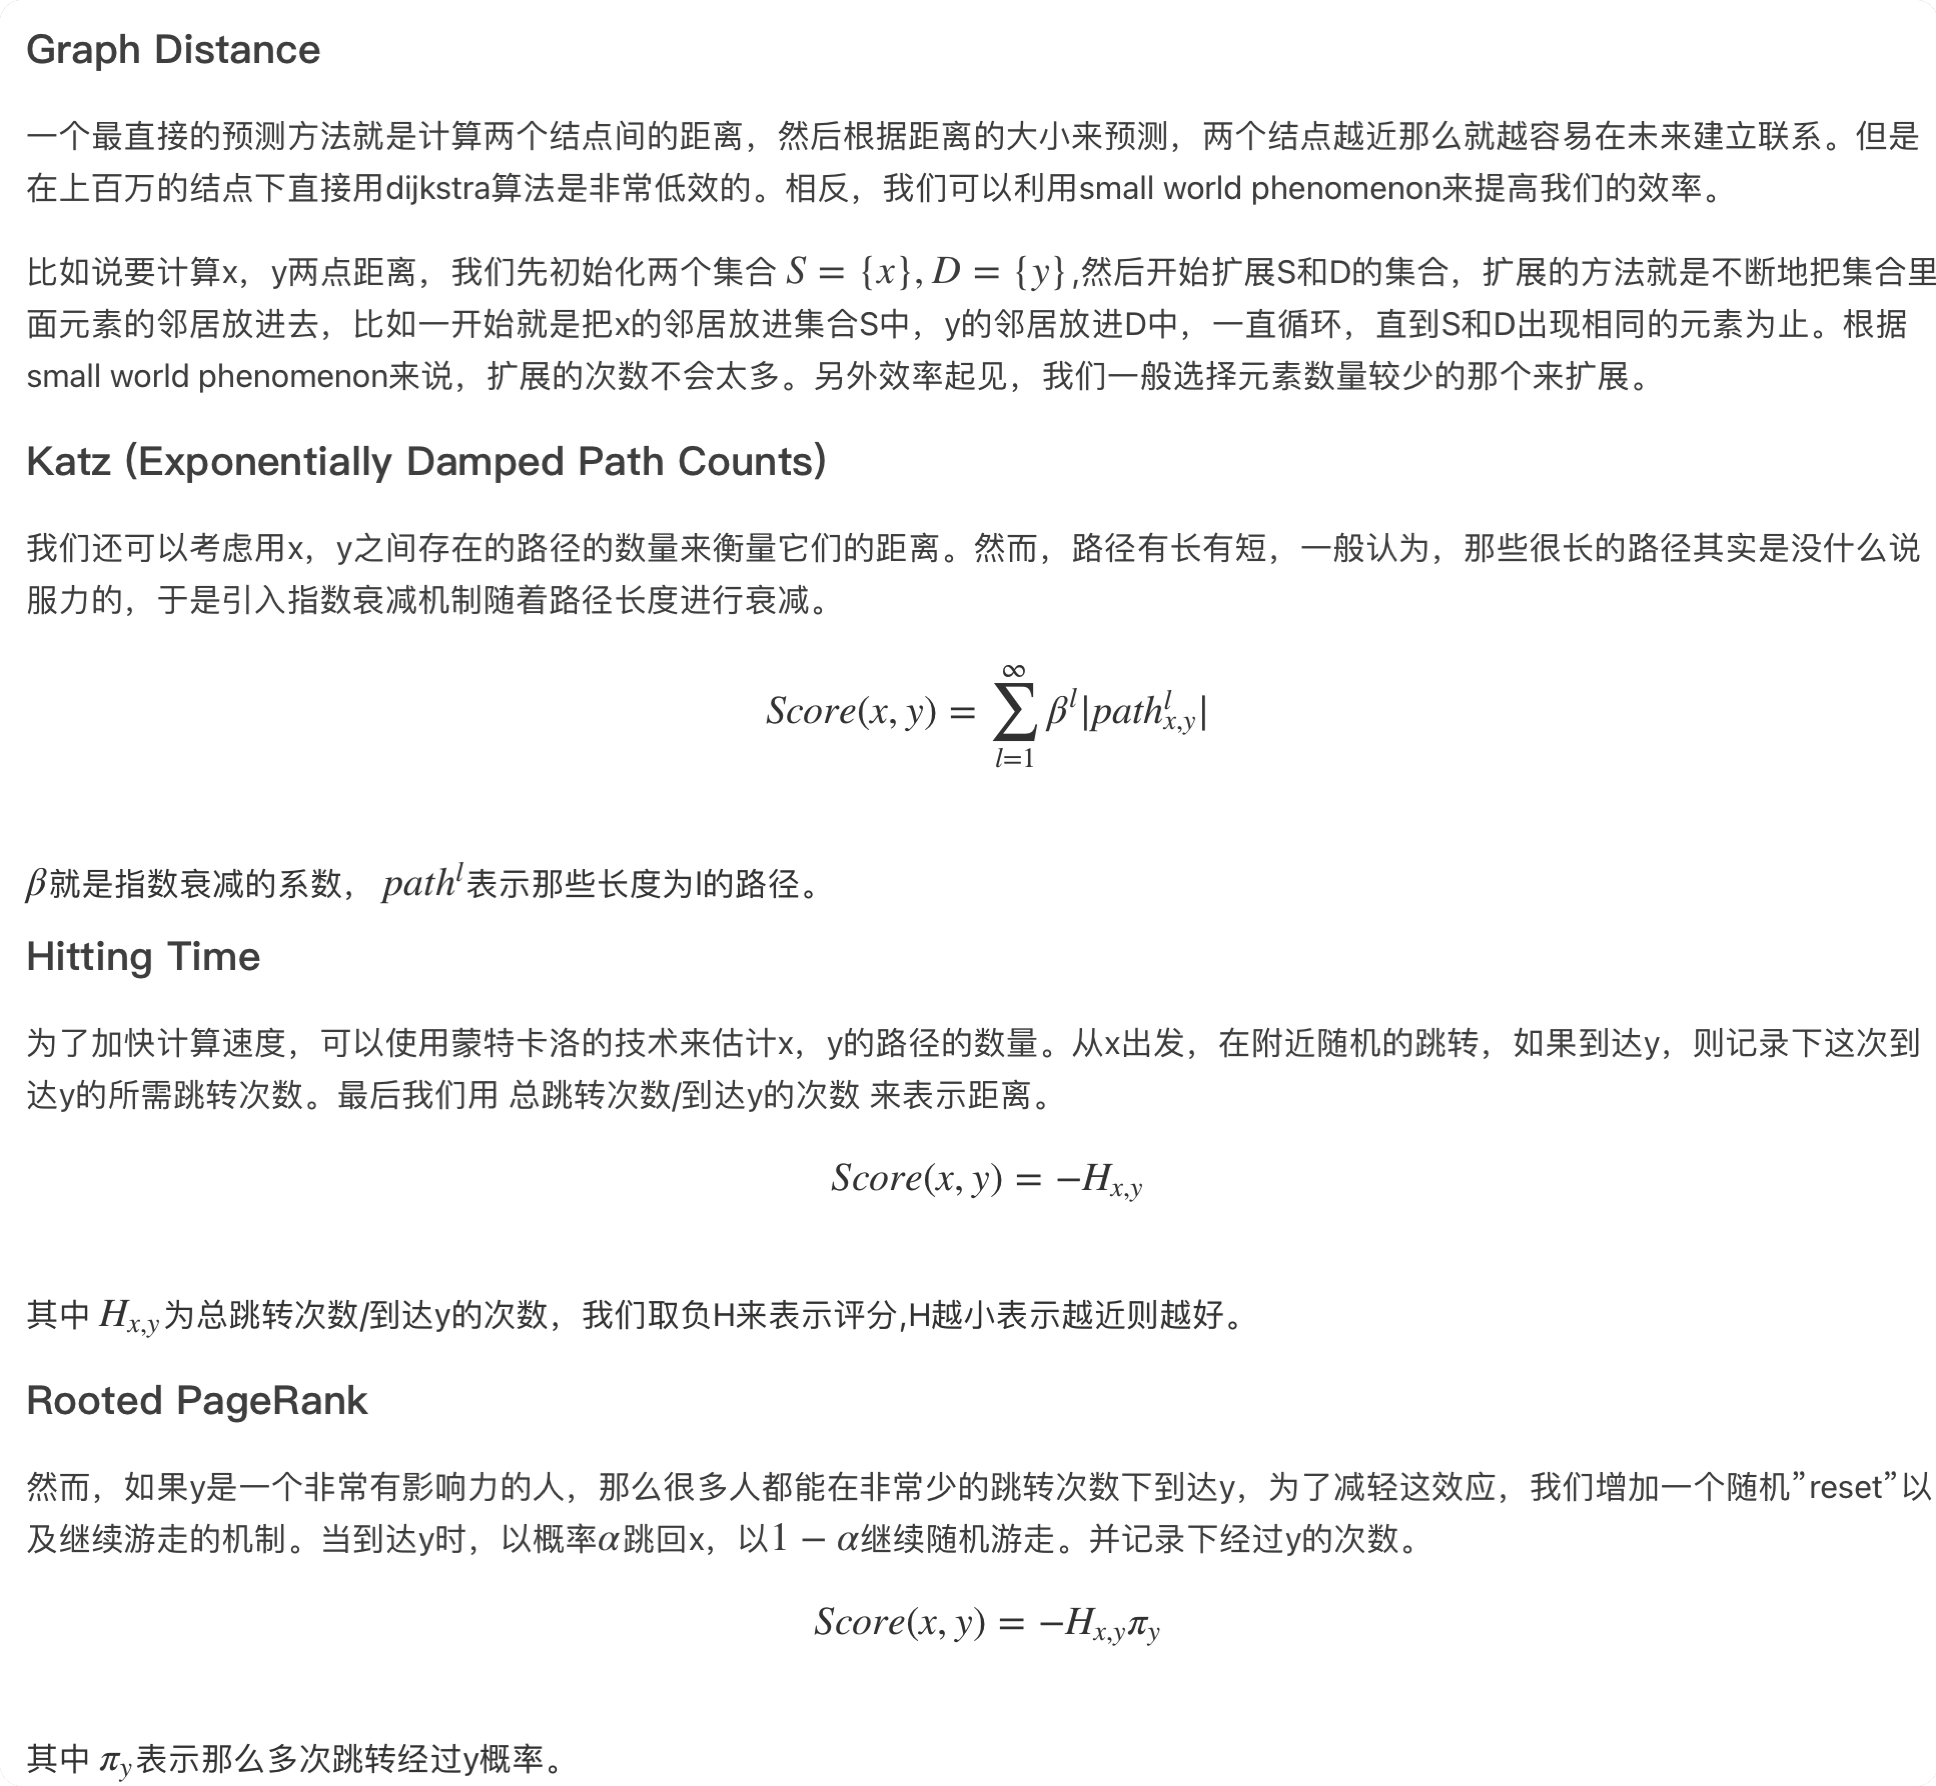 Graph Distance
一个最直接的预测方法就是计算两个结点间的距离，然后根据距离的大小来预测，两个结点越近那么就越容易在未来建立联系。但是
在上百万的结点下直接用dijkstra算法是非常低效的。相反，我们可以利用small world phenomenon来提高我们的效率。
比如说要计算x，y两点距离，我们先初始化两个集合 S = {x}, D = {y} ,然后开始扩展S和D的集合，扩展的方法就是不断地把集合里
面元素的邻居放进去，比如一开始就是把x的邻居放进集合S中，y的邻居放进D中，一直循环，直到S和D出现相同的元素为止。根据
small world phenomenon来说，扩展的次数不会太多。另外效率起见，我们一般选择元素数量较少的那个来扩展。
Katz (Exponentially Damped Path Counts)
我们还可以考虑用x，y之间存在的路径的数量来衡量它们的距离。然而，路径有长有短，一般认为，那些很长的路径其实是没什么说
服力的，于是引入指数衰减机制随着路径长度进行衰减。
$Score(x, y) = \sum_{l=1}^{\infty} \beta^l |path_{x,y}^l|$
β就是指数衰减的系数， $path^l$表示那些长度为l的路径。
Hitting Time
为了加快计算速度，可以使用蒙特卡洛的技术来估计x，y的路径的数量。从x出发，在附近随机的跳转，如果到达y，则记录下这次到
达y的所需跳转次数。最后我们用 总跳转次数/到达y的次数 来表示距离。
$Score(x, y) = -H_{x,y}$
其中 $H_{x,y}$为总跳转次数/到达y的次数，我们取负H来表示评分,H越小表示越近则越好。
Rooted PageRank
然而，如果y是一个非常有影响力的人，那么很多人都能在非常少的跳转次数下到达y，为了减轻这效应，我们增加一个随机”reset”以
及继续游走的机制。当到达y时，以概率α跳回x，以1 − α继续随机游走。并记录下经过y的次数。
$Score(x, y) = -H_{x,y}\pi_y$
其中 $\pi_y$表示那么多次跳转经过y概率。